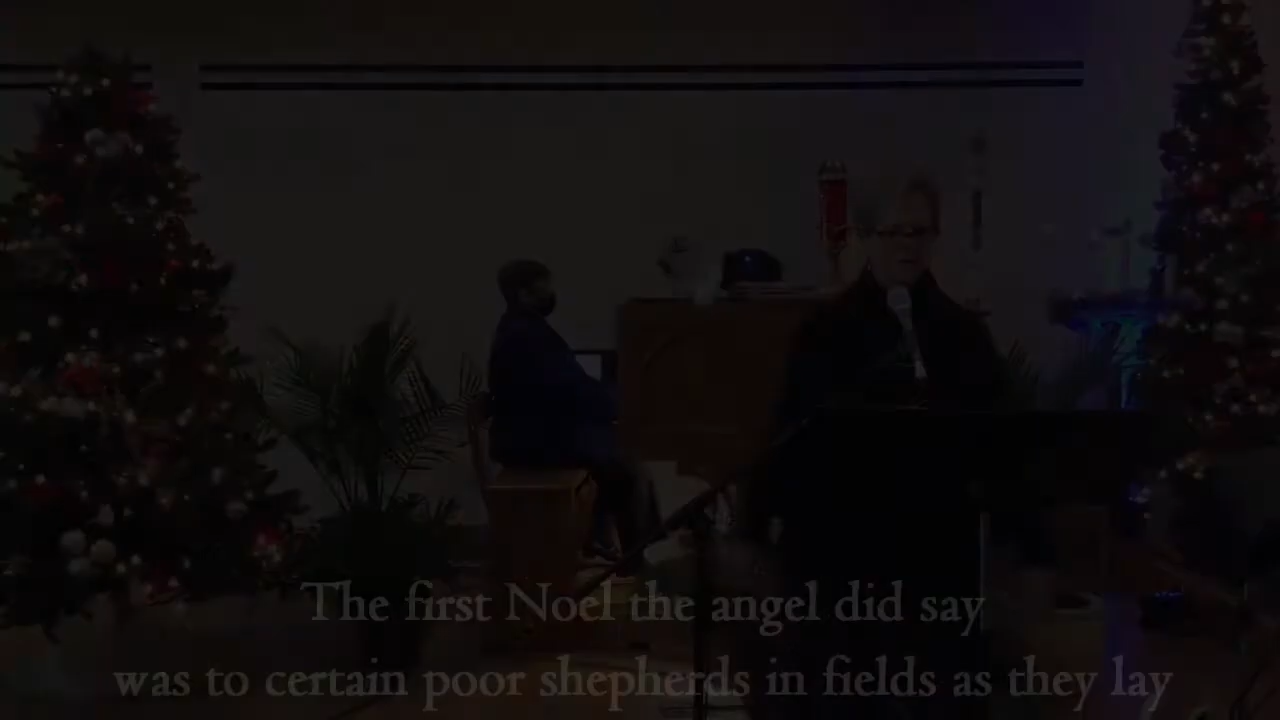 The first Noel the angel did say
was to certain poor shepherds in fields as they lay